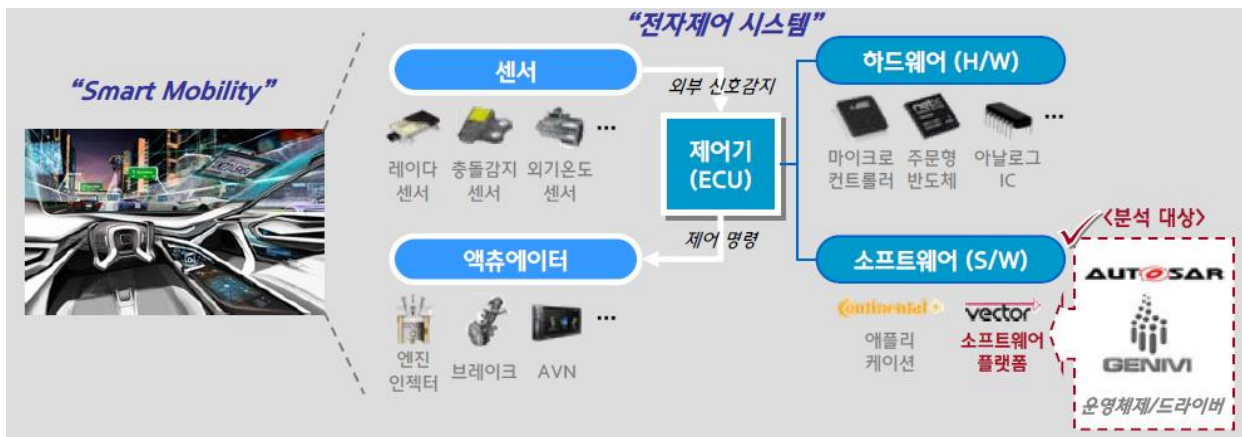 “전자제어 시스템”
“Smart Mobility”
센서
외부 신호감지
하드웨어 (H/W)
레이다
센서
충돌감지
센서
외기온도
센서
...
제어기
(ECU)
마이크로
컨트롤러
주문형
반도체
아날로그
IC
...
제어 명령
액츄에이터
엔진
인젝터
브레이크
AVN
...
소프트웨어 (S/W)
Continental
애플리
케이션
vector
소프트웨어
플랫폼
<분석 대상>
AUTOSAR
GENIVI
운영체제/드라이버